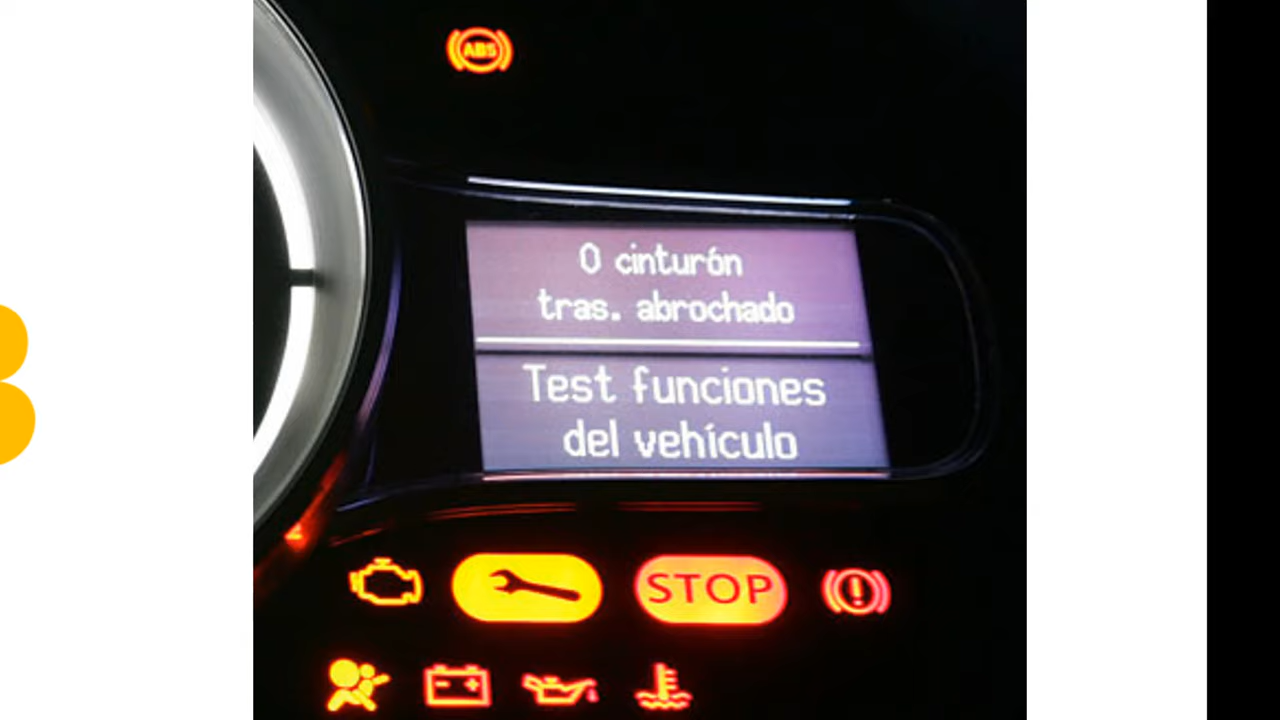 ABS
0 cinturón
tras. abrochado
Test funciones
del vehículo
STOP